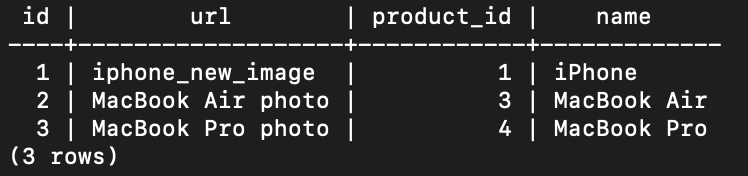 id |        url         | product_id |    name
----+--------------------+------------+-------------
  1 | iphone_new_image   |          1 | iPhone
  2 | MacBook Air photo |          3 | MacBook Air
  3 | MacBook Pro photo |          4 | MacBook Pro
(3 rows)